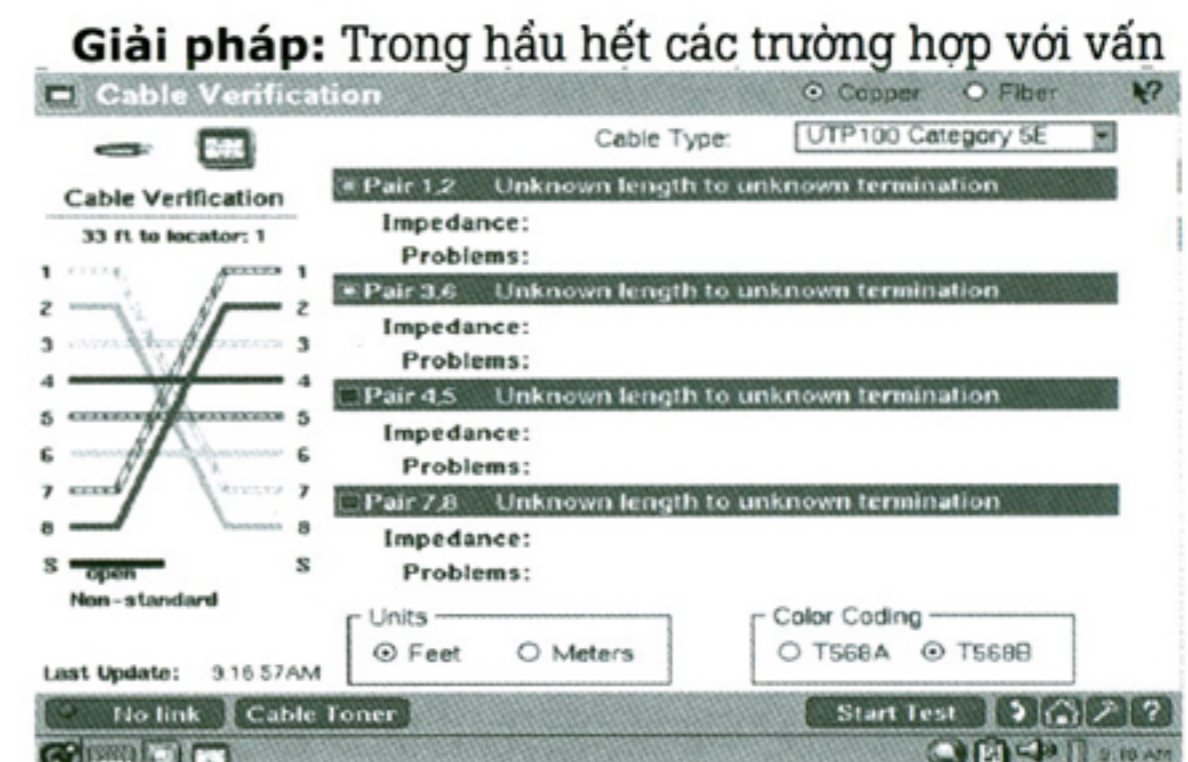 Giải pháp: Trong hầu hết các trường hợp với vấn
Cable Verification
Copper Fiber
Cable Type: UTP100 Category 5E
Cable Verification
33 ft to locator: 1
1 1
2 2
3 3
4 4
5 5
6 6
7 7
8 8
S S
open
Non-standard
Last Update: 9:16:57AM
Pair 1,2 Unknown length to unknown termination
Impedance:
Problems:
Pair 3,6 Unknown length to unknown termination
Impedance:
Problems:
Pair 4,5 Unknown length to unknown termination
Impedance:
Problems:
Pair 7,8 Unknown length to unknown termination
Impedance:
Problems:
Units
Feet Meters
Color Coding
T568A T568B
No link Cable Toner Start Test ?